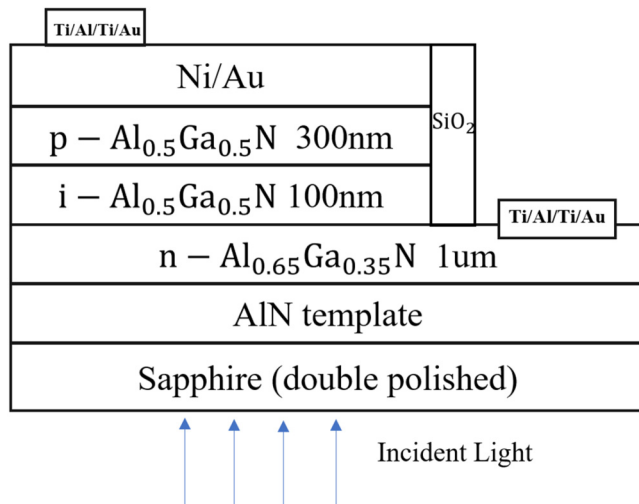 Ti/Al/Ti/Au
Ni/Au
SiO₂
p − Al₀.₅Ga₀.₅N 300nm
i − Al₀.₅Ga₀.₅N 100nm
Ti/Al/Ti/Au
n − Al₀.₆₅Ga₀.₃₅N 1um
AlN template
Sapphire (double polished)
Incident Light